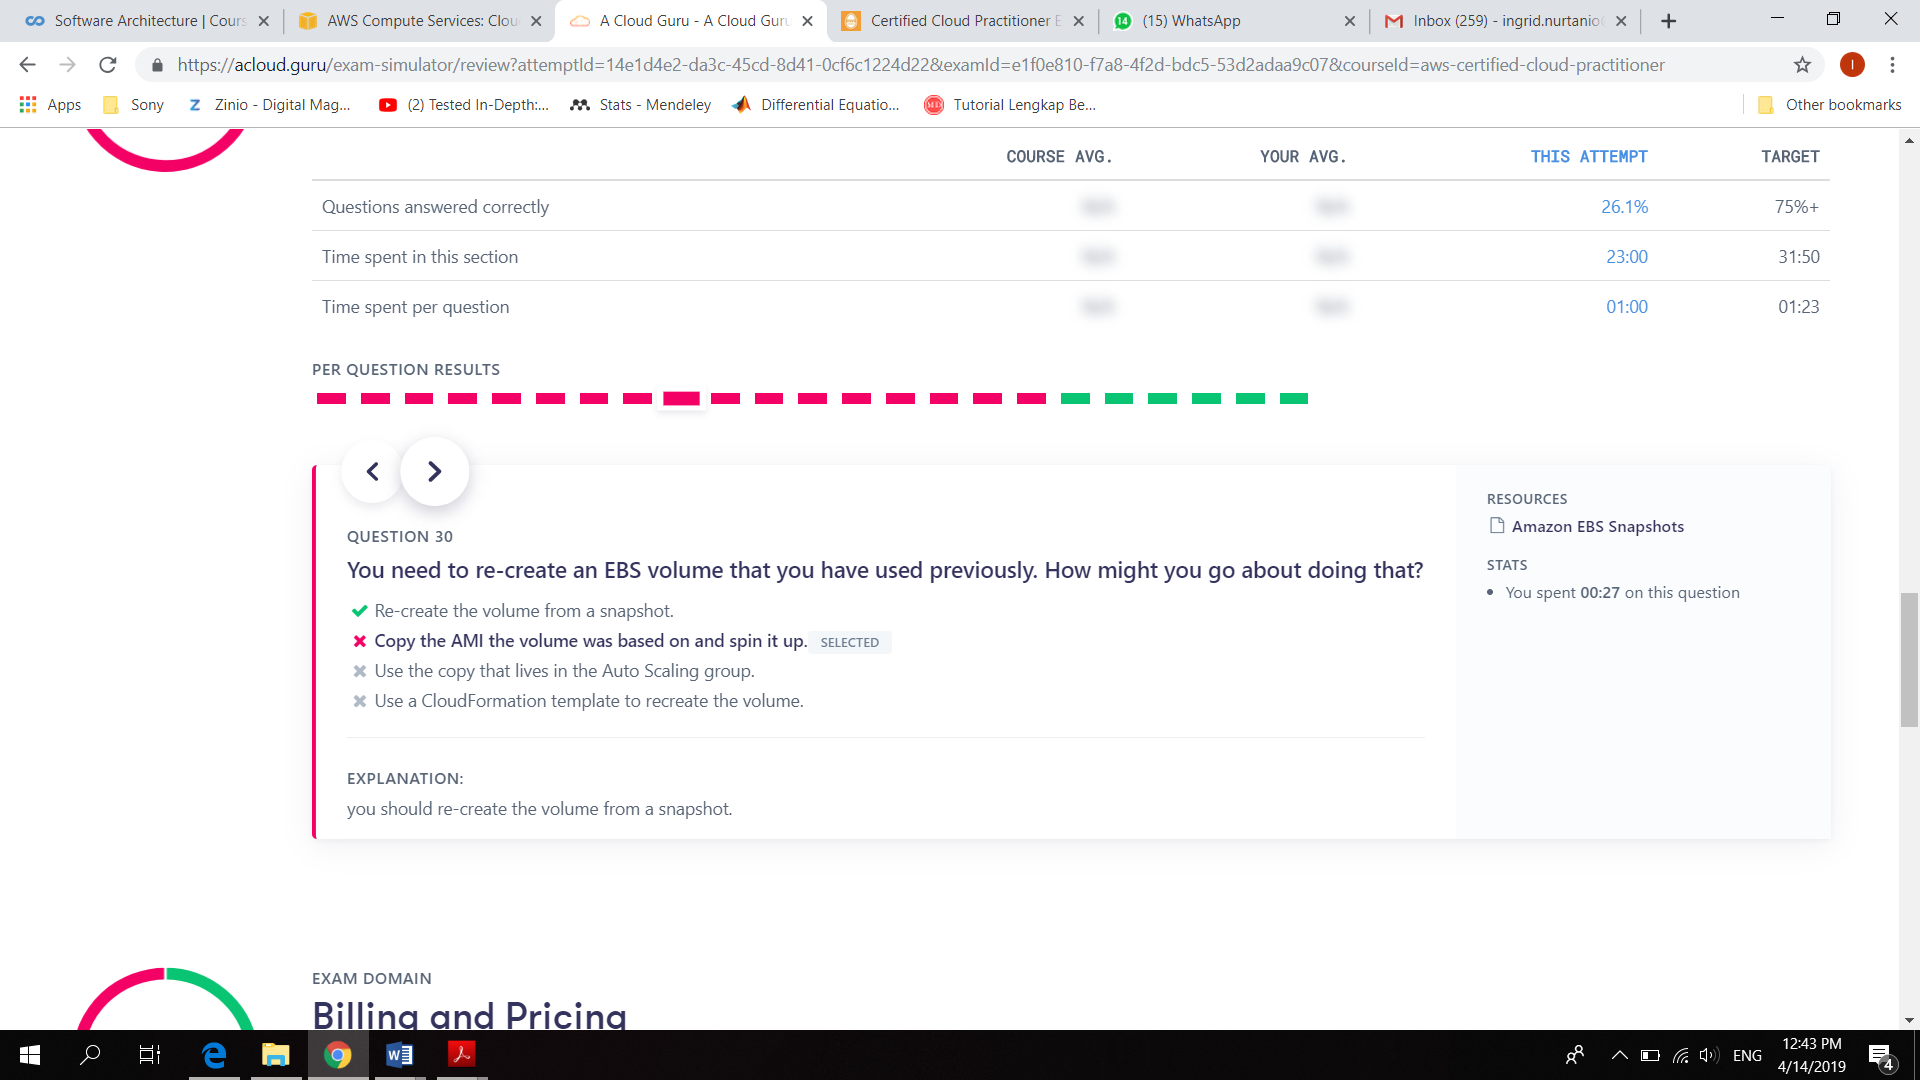 Software Architecture | Cours
AWS Compute Services: Clou
A Cloud Guru - A Cloud Guru
Certified Cloud Practitioner E
14
(15) WhatsApp
Inbox (259) - ingrid.nurtanio
https://acloud.guru/exam-simulator/review?attemptId=14e1d4e2-da3c-45cd-8d41-0cf6c1224d22&examId=e1f0e810-f7a8-4f2d-bdc5-53d2adaa9c07&courseId=aws-certified-cloud-practitioner
I
Apps
Sony
Z Zinio - Digital Mag...
(2) Tested In-Depth:...
Stats - Mendeley
Differential Equatio...
Tutorial Lengkap Be...
Other bookmarks
COURSE AVG. YOUR AVG. THIS ATTEMPT TARGET
Questions answered correctly 26.1% 75%+
Time spent in this section 23:00 31:50
Time spent per question 01:00 01:23
PER QUESTION RESULTS
QUESTION 30
You need to re-create an EBS volume that you have used previously. How might you go about doing that?
Re-create the volume from a snapshot.
Copy the AMI the volume was based on and spin it up. SELECTED
Use the copy that lives in the Auto Scaling group.
Use a CloudFormation template to recreate the volume.
EXPLANATION:
you should re-create the volume from a snapshot.
RESOURCES
Amazon EBS Snapshots
STATS
You spent 00:27 on this question
EXAM DOMAIN
Billing and Pricing
ENG
12:43 PM
4/14/2019
4